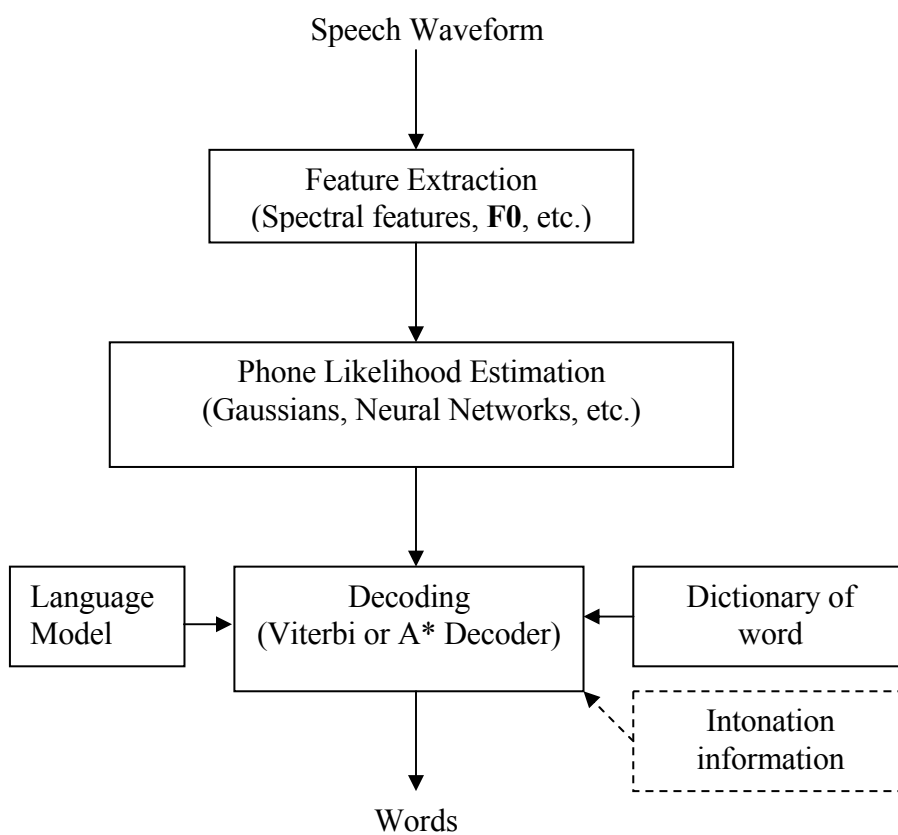 Speech Waveform
Feature Extraction
(Spectral features, F0, etc.)
Phone Likelihood Estimation
(Gaussians, Neural Networks, etc.)
Language
Model
Decoding
(Viterbi or A* Decoder)
Dictionary of
word
Intonation
information
Words